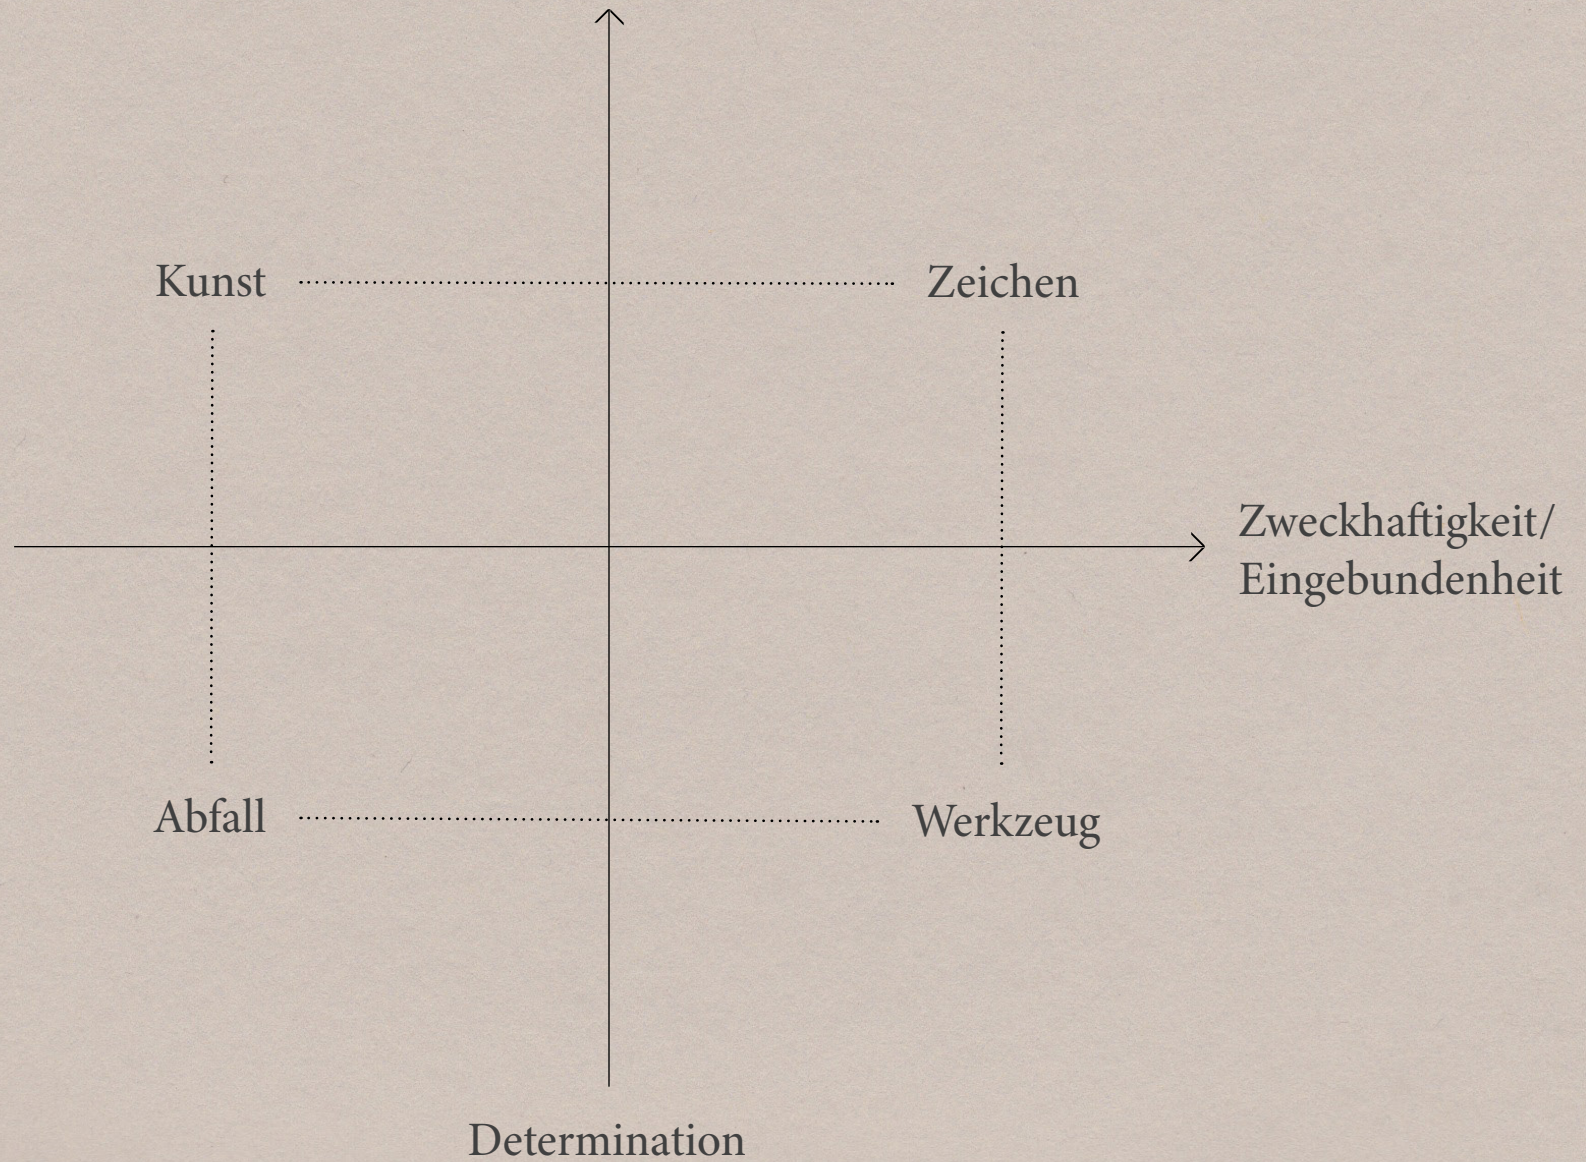 Kunst
Zeichen
Zweckhaftigkeit/
Eingebundenheit
Abfall
Werkzeug
Determination